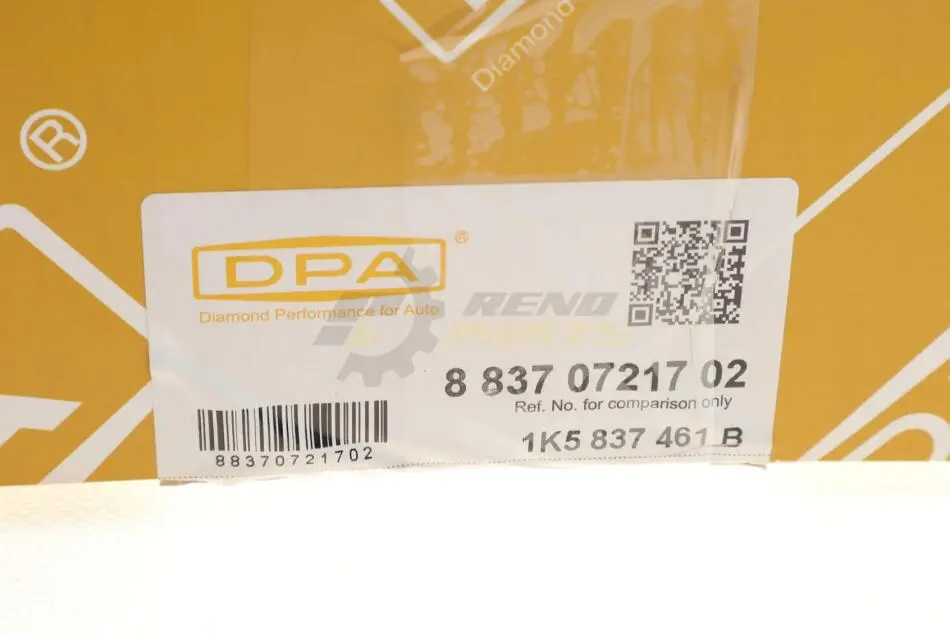 Diamond
®
DPA ®
Diamond Performance for Auto
RENO
PARTS
8 837 07217 02
Ref. No. for comparison only
88370721702
1K5 837 461 B